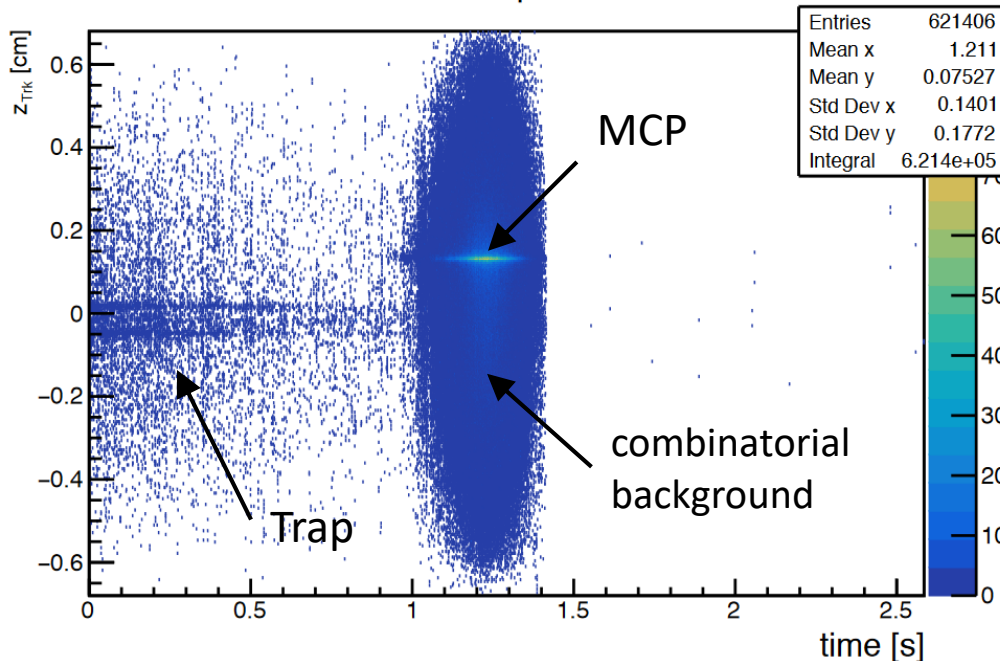 Entries 621406
Mean x 1.211
Mean y 0.07527
Std Dev x 0.1401
Std Dev y 0.1772
Integral 6.214e+05
z_Trk [cm]
0.6
0.4
0.2
0
−0.2
−0.4
−0.6
MCP
combinatorial
background
Trap
60
50
40
30
20
10
0
0 0.5 1 1.5 2 2.5
time [s]